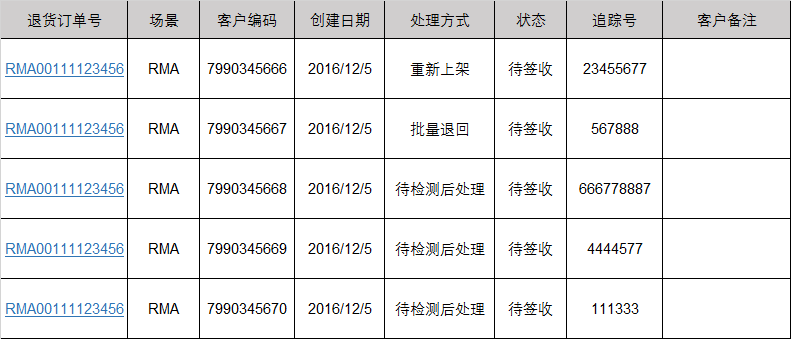 退货订单号 场景 客户编码 创建日期 处理方式 状态 追踪号 客户备注
RMA00111123456 RMA 7990345666 2016/12/5 重新上架 待签收 23455677
RMA00111123456 RMA 7990345667 2016/12/5 批量退回 待签收 567888
RMA00111123456 RMA 7990345668 2016/12/5 待检测后处理 待签收 666778887
RMA00111123456 RMA 7990345669 2016/12/5 待检测后处理 待签收 4444577
RMA00111123456 RMA 7990345670 2016/12/5 待检测后处理 待签收 111333